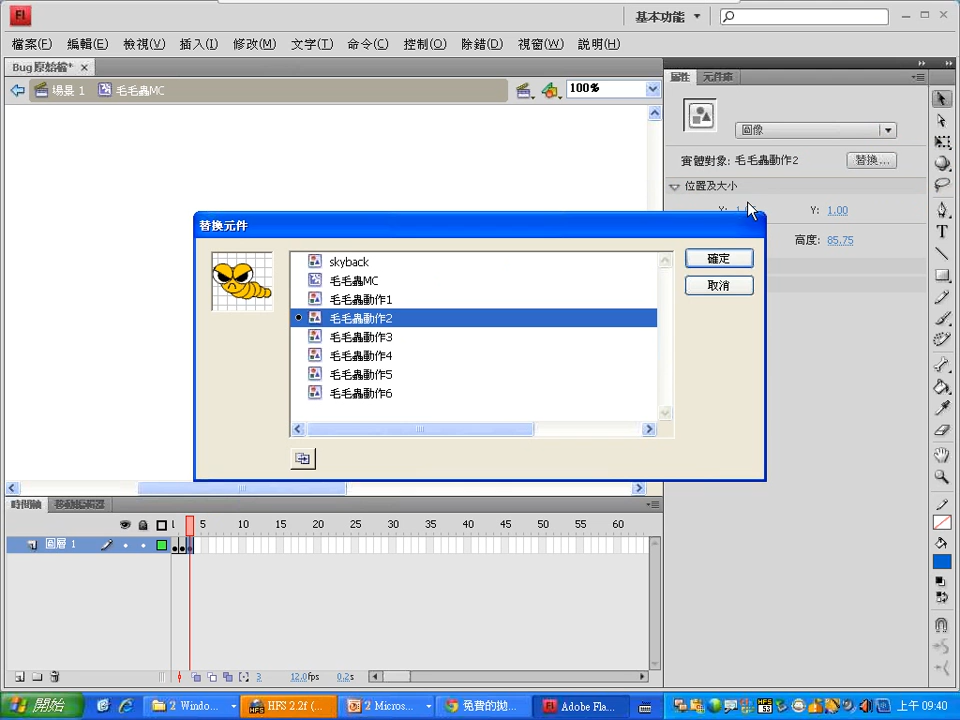 Fl
基本功能
檔案(F) 編輯(E) 檢視(V) 插入(I) 修改(M) 文字(T) 命令(C) 控制(O) 除錯(D) 視窗(W) 說明(H)
Bug原始檔*
場景 1 毛毛蟲MC 100%
屬性 元件庫
圖像
實體對象: 毛毛蟲動作2 替換...
位置及大小
Y: 1.00
高度: 85.75
替換元件
skyback
毛毛蟲MC
毛毛蟲動作1
毛毛蟲動作2
毛毛蟲動作3
毛毛蟲動作4
毛毛蟲動作5
毛毛蟲動作6
確定
取消
時間軸 移動編輯器
1 5 10 15 20 25 30 35 40 45 50 55 60
圖層 1
3 12.0fps 0.2s
開始 2 Windo... HFS 2.2f (... 2 Micros... 免費的拋... Adobe Fla... 上午 09:40